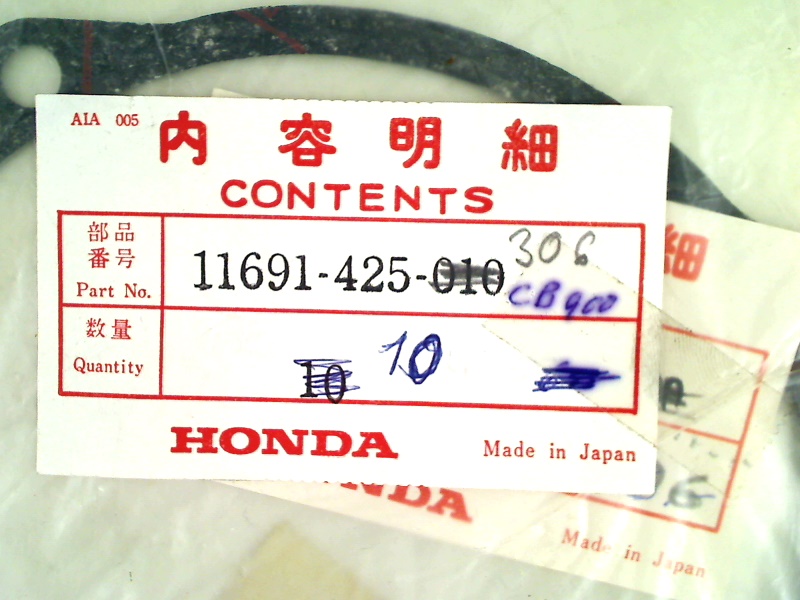 AIA 005
内容明細
CONTENTS
部品
番号
Part No.
11691-425-010
306
CB900
数量
Quantity
10
10
HONDA
Made in Japan
細
NDA
Made in Japan